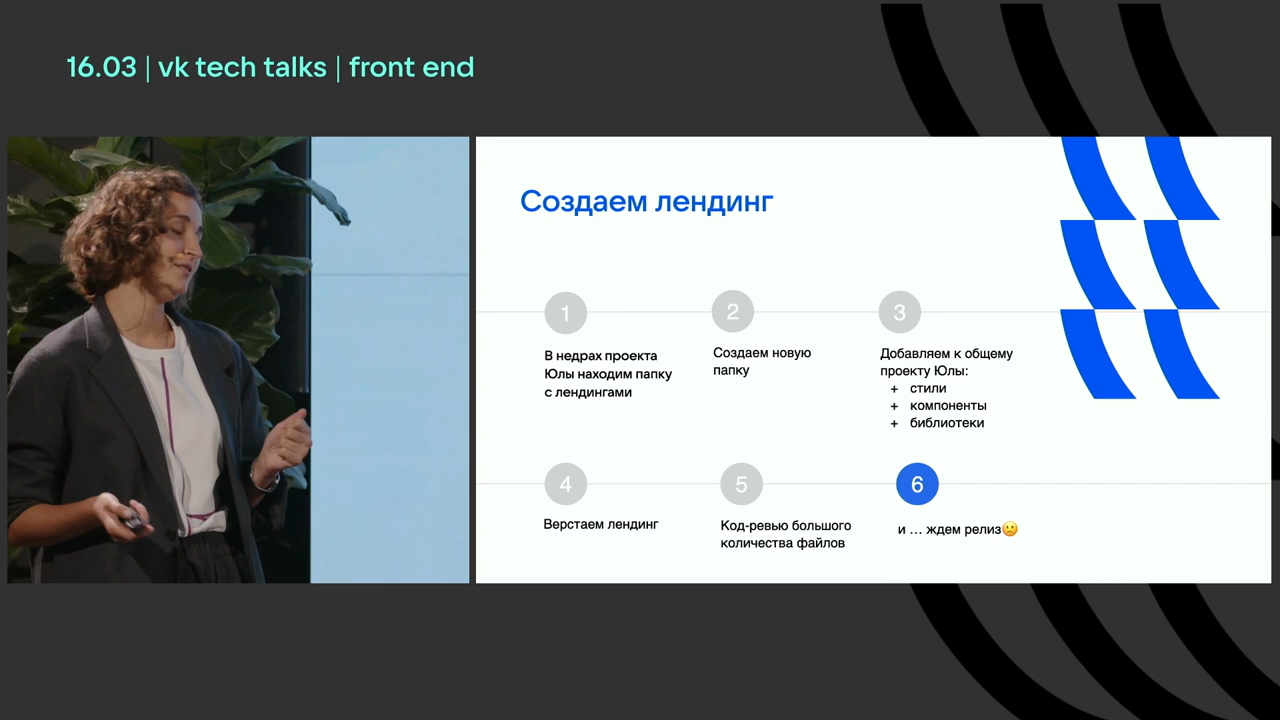 16.03 | vk tech talks | front end
Создаем лендинг
1
В недрах проекта
Юлы находим папку
с лендингами
2
Создаем новую
папку
3
Добавляем к общему
проекту Юлы:
+ стили
+ компоненты
+ библиотеки
4
Верстаем лендинг
5
Код-ревью большого
количества файлов
6
и ... ждем релиз🙁